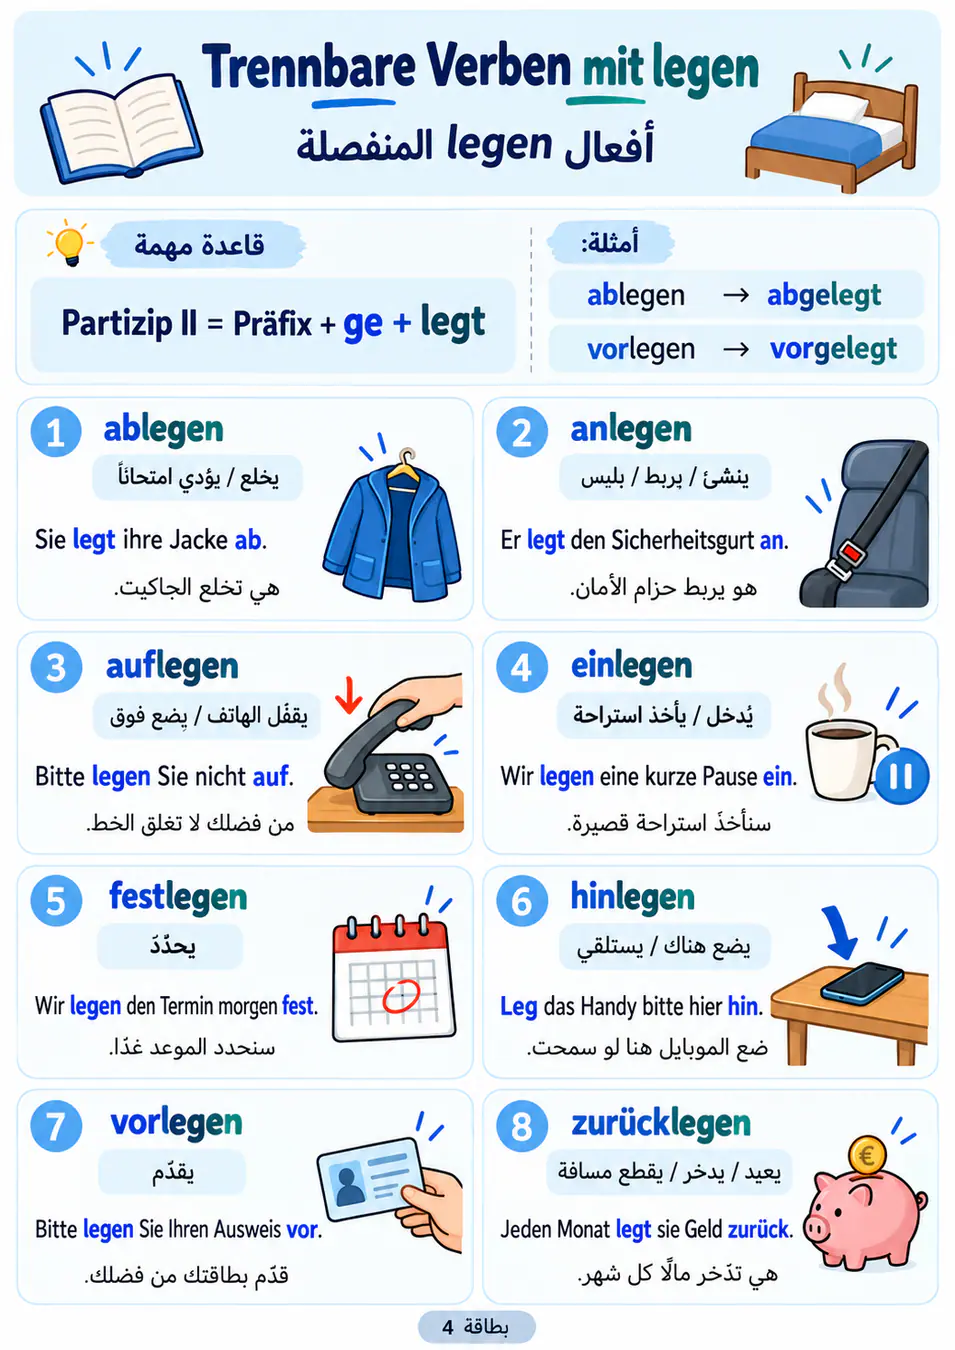 Trennbare Verben mit legen
أفعال legen المنفصلة
قاعدة مهمة
Partizip II = Präfix + ge + legt
أمثلة:
ablegen → abgelegt
vorlegen → vorgelegt
1 ablegen
يخلع / يؤدي امتحاناً
Sie legt ihre Jacke ab.
هي تخلع الجاكيت.
2 anlegen
ينشئ / يربط / يلبس
Er legt den Sicherheitsgurt an.
هو يربط حزام الأمان.
3 auflegen
يقفّل الهاتف / يضع فوق
Bitte legen Sie nicht auf.
من فضلك لا تغلق الخط.
4 einlegen
يُدخل / يأخذ استراحة
Wir legen eine kurze Pause ein.
سنأخذ استراحة قصيرة.
5 festlegen
يحدّدّ
Wir legen den Termin morgen fest.
سنحدد الموعد غدًا.
6 hinlegen
يضع هناك / يستلقي
Leg das Handy bitte hier hin.
ضع الموبايل هنا لو سمحت.
7 vorlegen
يقدّم
Bitte legen Sie Ihren Ausweis vor.
قدّم بطاقتك من فضلك.
8 zurücklegen
يعيد / يدخر / يقطع مسافة
Jeden Monat legt sie Geld zurück.
هي تدّخر مالًا كل شهر.
€
بطاقة 4